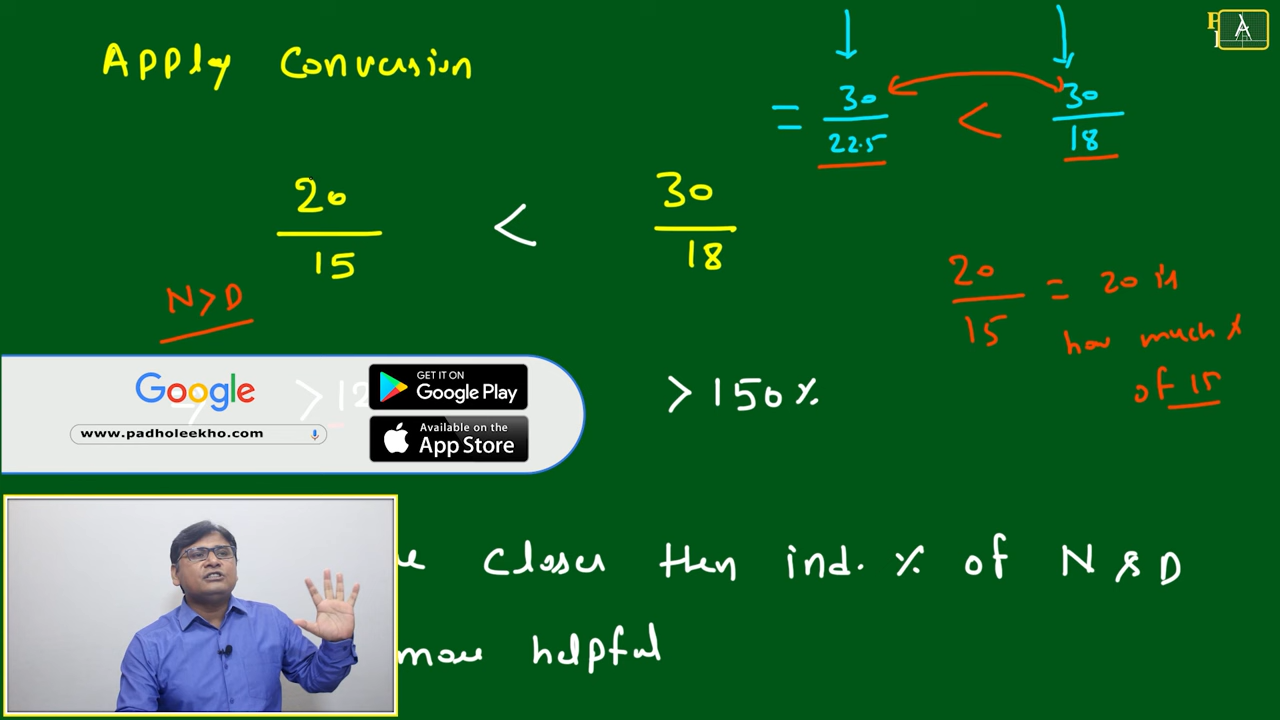 Apply Conversion
= 30/22.5 < 30/18
20/15 < 30/18
N>D
20/15 = 20 is
how much %
of 15
> 12
> 150%
Google
www.padholeekho.com
GET IT ON
Google Play
Available on the
App Store
closer then ind. % of N & D
more helpful